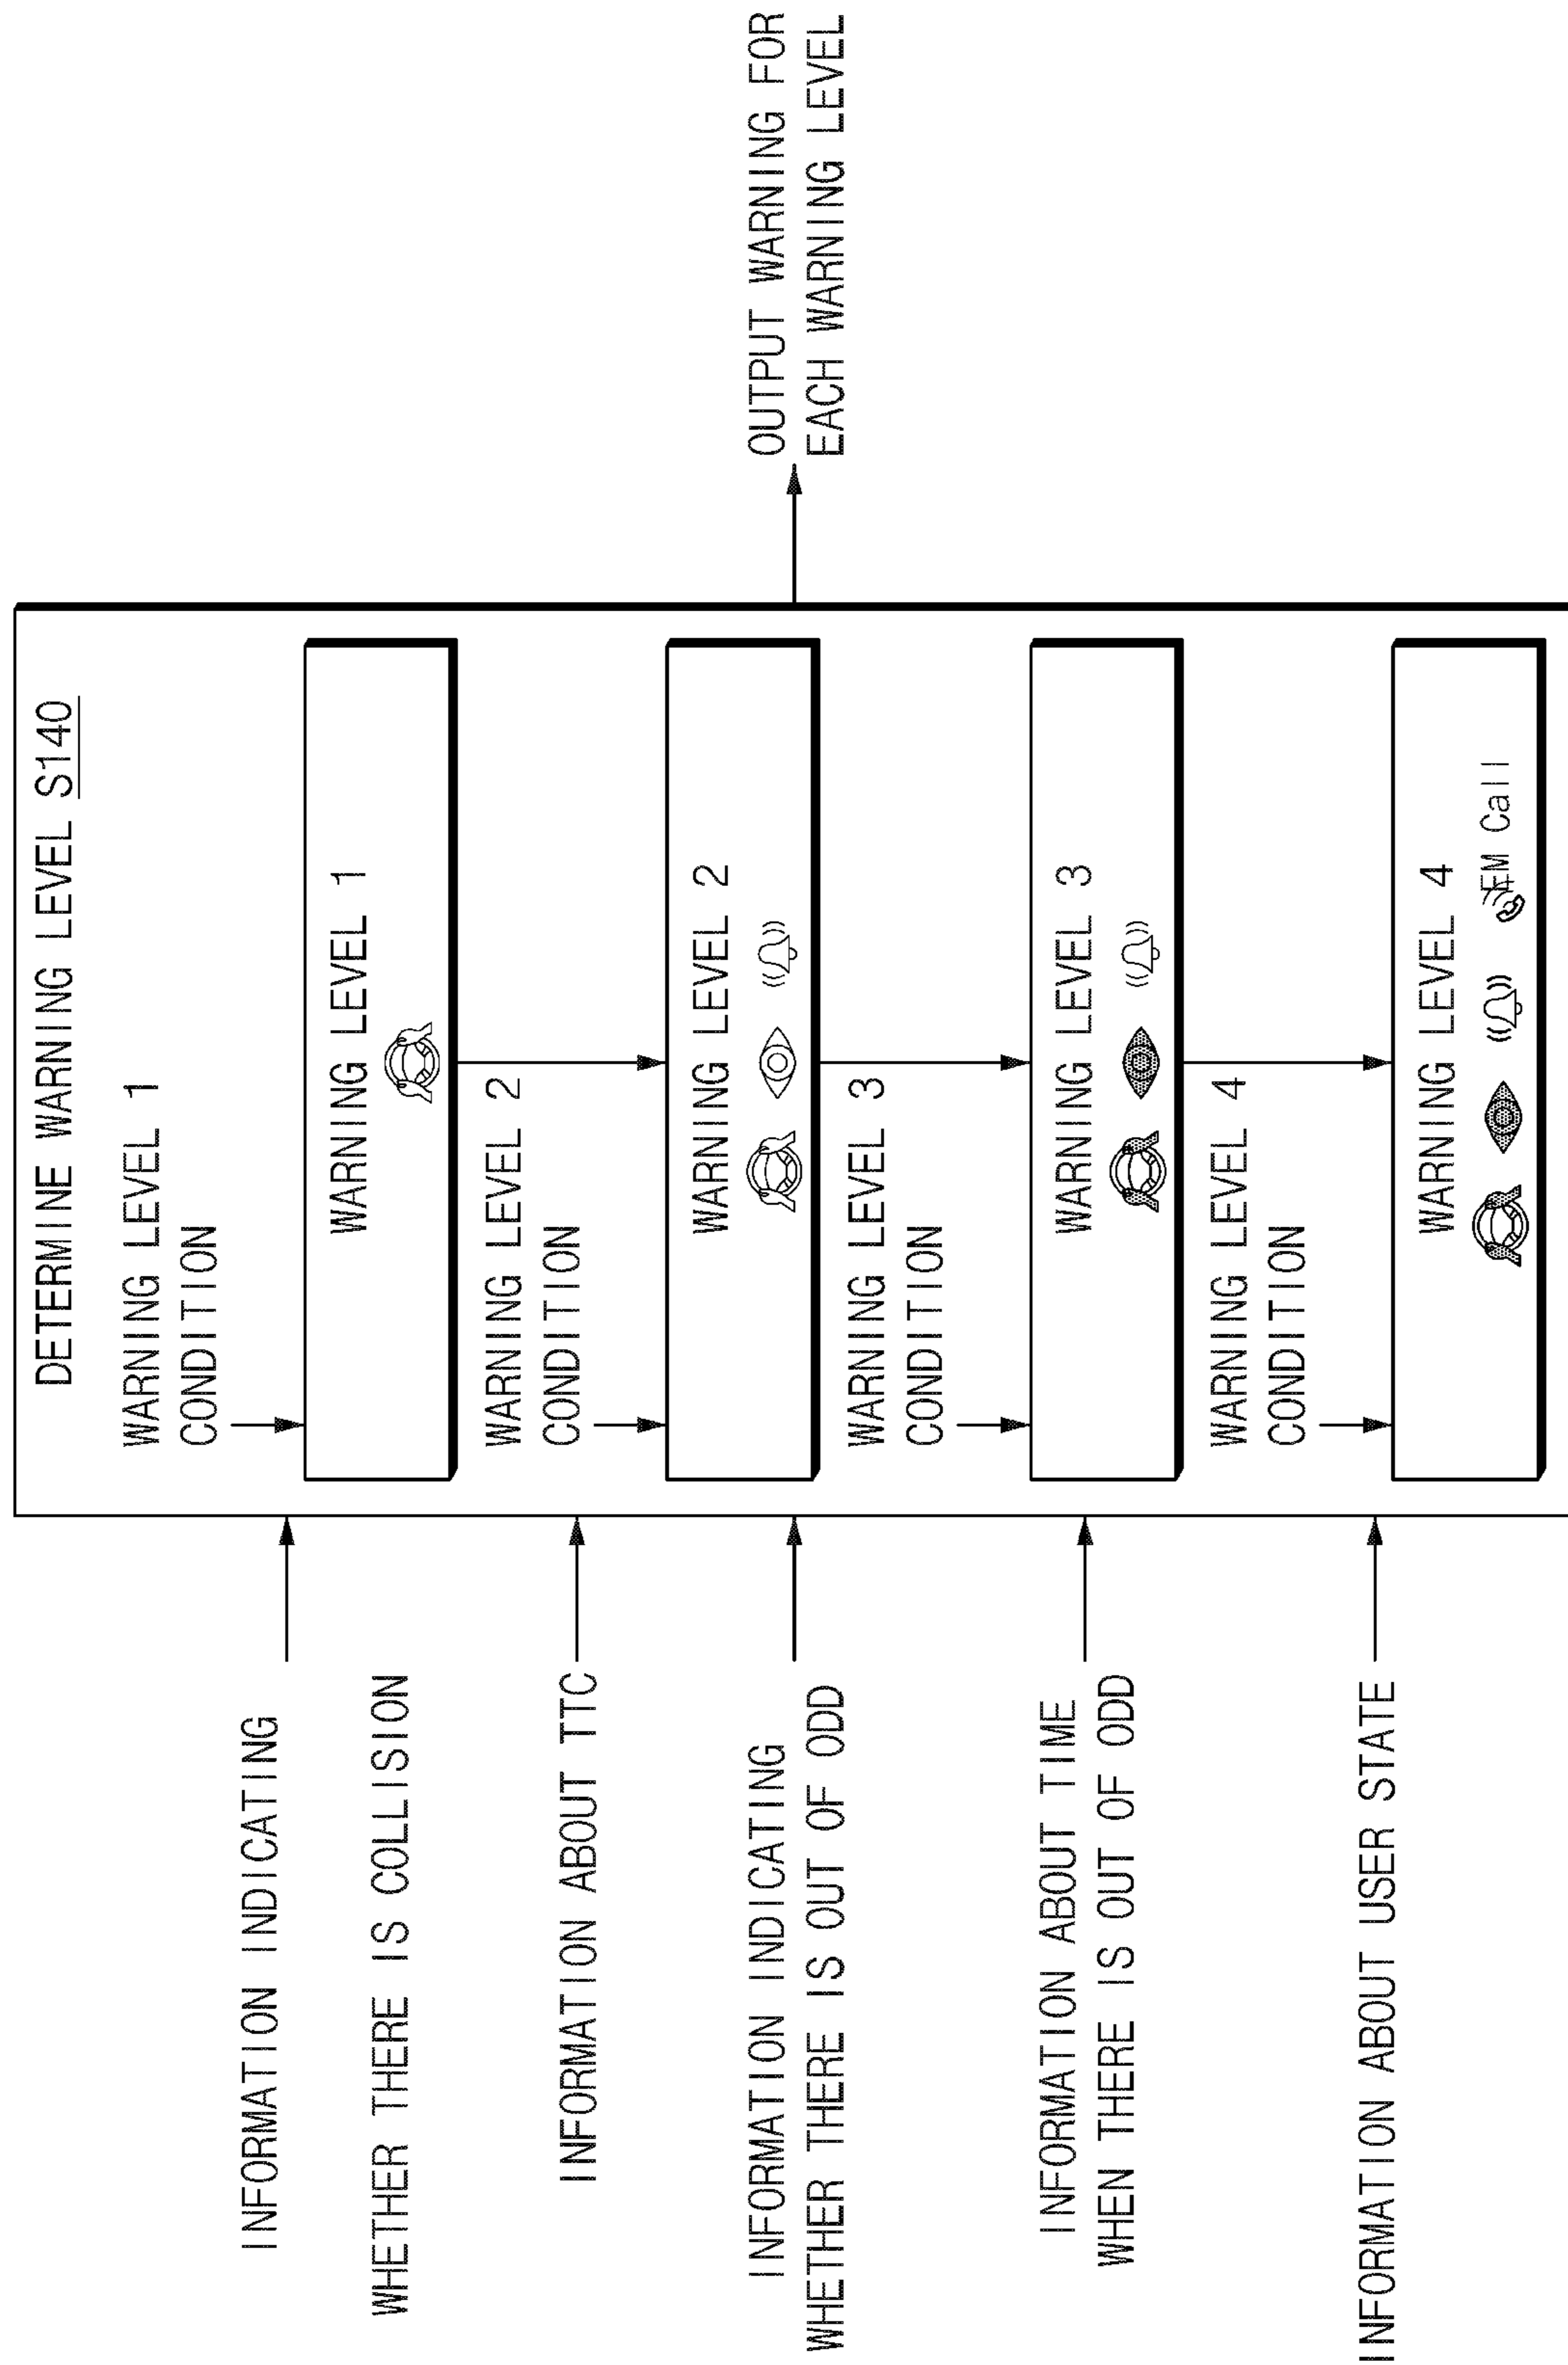 INFORMATION INDICATING
WHETHER THERE IS COLLISION
INFORMATION ABOUT TTC
INFORMATION INDICATING
WHETHER THERE IS OUT OF ODD
INFORMATION ABOUT TIME
WHEN THERE IS OUT OF ODD
INFORMATION ABOUT USER STATE
DETERMINE WARNING LEVEL S140
WARNING LEVEL 1
CONDITION
WARNING LEVEL 1
WARNING LEVEL 2
CONDITION
WARNING LEVEL 2
WARNING LEVEL 3
CONDITION
WARNING LEVEL 3
WARNING LEVEL 4
CONDITION
WARNING LEVEL 4
EM Call
OUTPUT WARNING FOR
EACH WARNING LEVEL